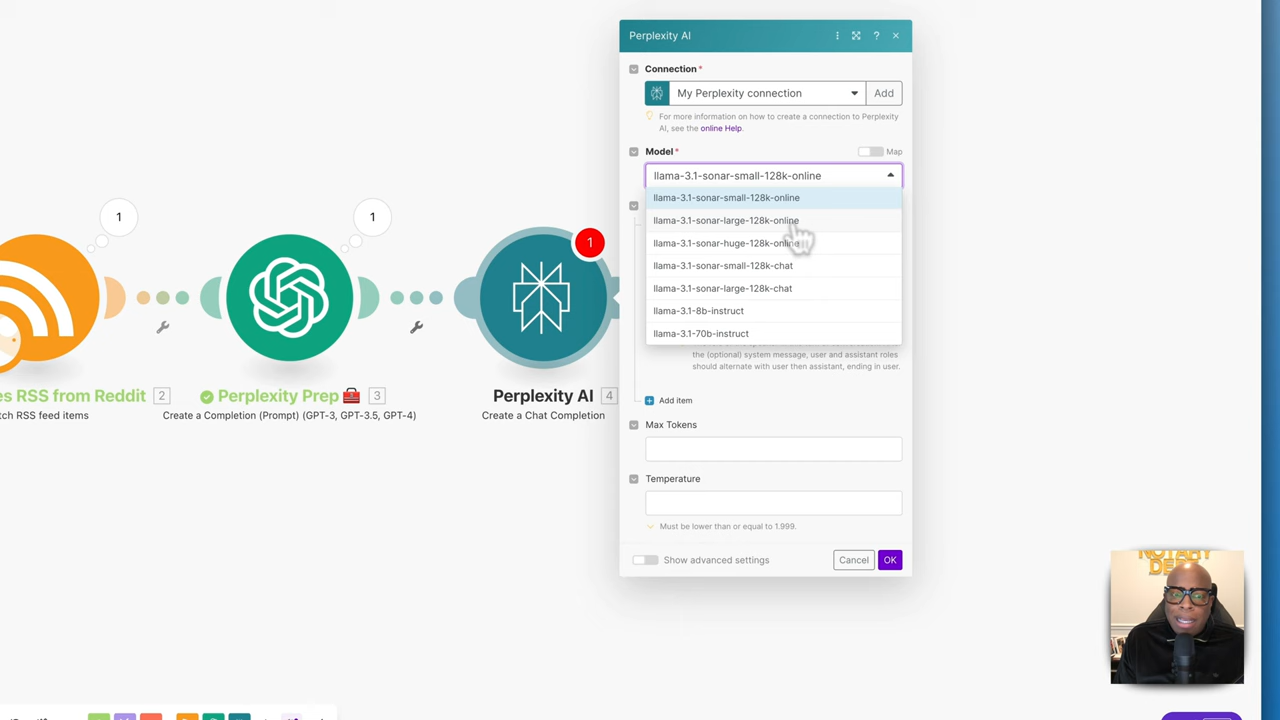 Perplexity AI
?
Connection*
My Perplexity connection
Add
For more information on how to create a connection to Perplexity
AI, see the online Help.
Model*
Map
llama-3.1-sonar-small-128k-online
llama-3.1-sonar-small-128k-online
llama-3.1-sonar-large-128k-online
llama-3.1-sonar-huge-128k-online
llama-3.1-sonar-small-128k-chat
llama-3.1-sonar-large-128k-chat
llama-3.1-8b-instruct
llama-3.1-70b-instruct
the (optional) system message, user and assistant roles
should alternate with user then assistant, ending in user.
Add item
Max Tokens
Temperature
Must be lower than or equal to 1.999.
Show advanced settings
Cancel
OK
1
1
1
es RSS from Reddit 2
tch RSS feed items
Perplexity Prep 🧰 3
Create a Completion (Prompt) (GPT-3, GPT-3.5, GPT-4)
Perplexity AI 4
Create a Chat Completion